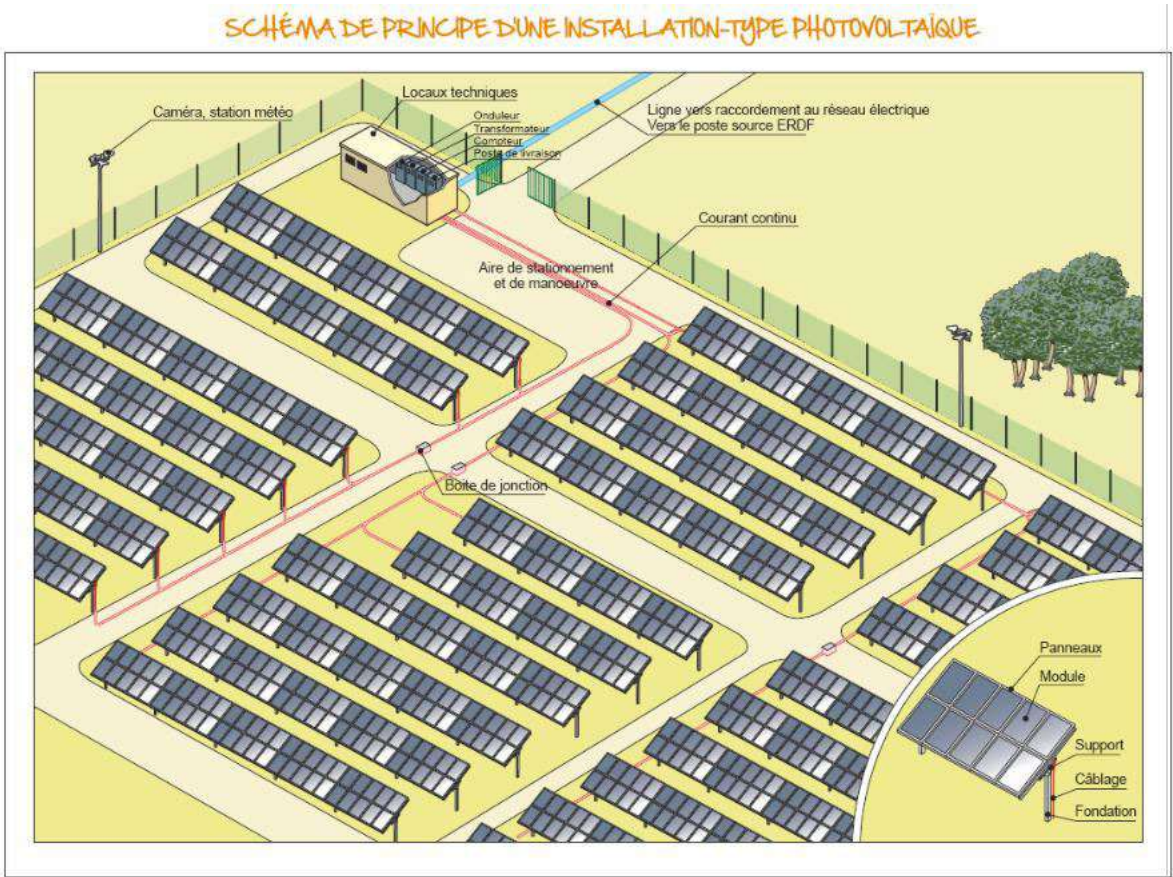 SCHÉMA DE PRINCIPE D'UNE INSTALLATION-TYPE PHOTOVOLTAÏQUE
Caméra, station météo
Locaux techniques
Onduleur
Transformateur
Compteur
Poste de livraison
Ligne vers raccordement au réseau électrique
Vers le poste source ERDF
Courant continu
Aire de stationnement
et de manoeuvre
Boite de jonction
Panneaux
Module
Support
Câblage
Fondation